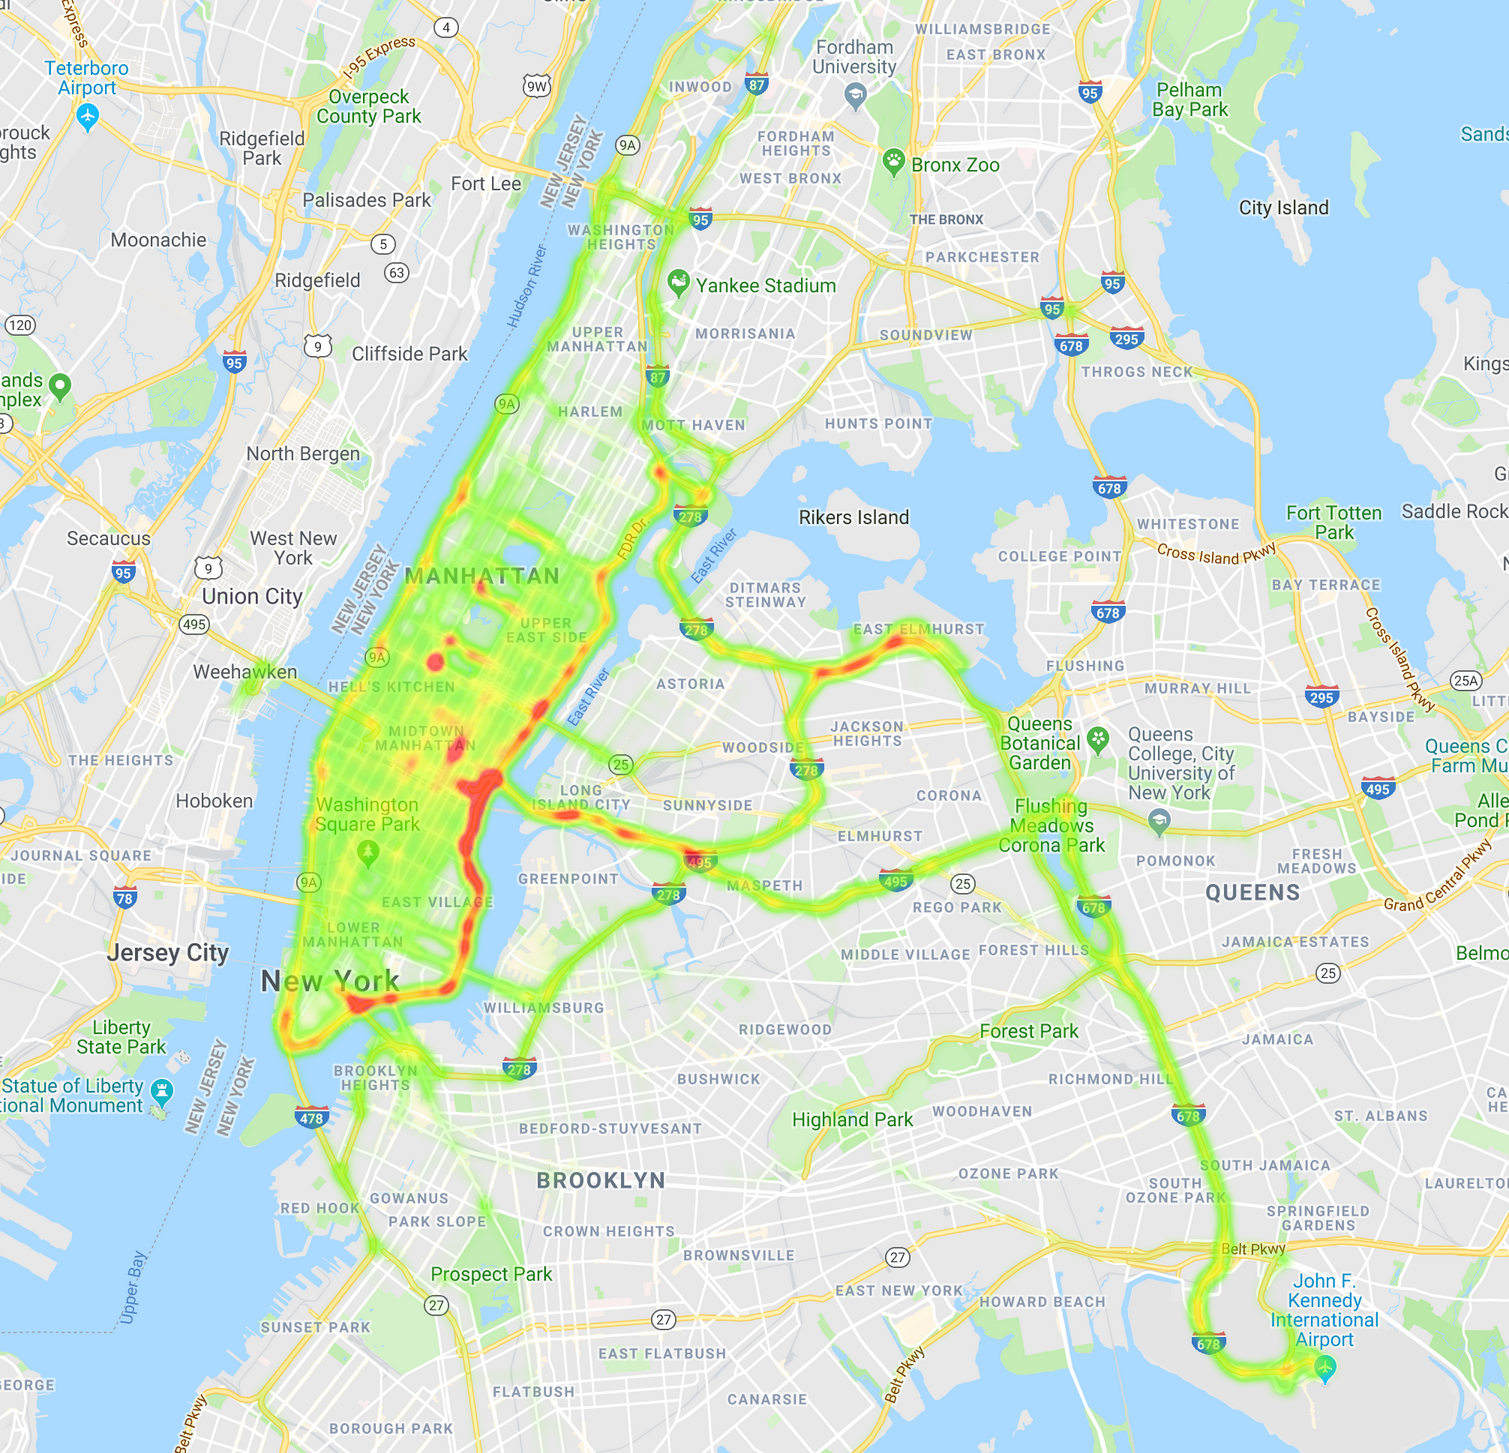 4
I-95 Express
Express
Teterboro
Airport
Overpeck
County Park
9W
INWOOD
87
Fordham
University
WILLIAMSBRIDGE
EAST BRONX
95
Pelham
Bay Park
Ridgefield
Park
9A
NEW JERSEY
NEW YORK
FORDHAM
HEIGHTS
Bronx Zoo
WEST BRONX
Fort Lee
Palisades Park
95
THE BRONX
City Island
Moonachie
5
WASHINGTON
HEIGHTS
63
Ridgefield
Hudson River
Yankee Stadium
PARKCHESTER
95
95
120
9
UPPER
MANHATTAN
MORRISANIA
SOUNDVIEW
678
295
95
Cliffside Park
87
THROGS NECK
9A
HARLEM
MOTT HAVEN
HUNTS POINT
North Bergen
678
278
Rikers Island
Fort Totten
Park
Saddle Rock
WHITESTONE
Secaucus
West New
York
FDR Dr.
East River
COLLEGE POINT
Cross Island Pkwy
95
9
NEW JERSEY
NEW YORK
MANHATTAN
DITMARS
STEINWAY
BAY TERRACE
Union City
678
495
UPPER
EAST SIDE
278
EAST ELMHURST
Cross Island Pkwy
9A
Weehawken
HELL'S KITCHEN
East River
ASTORIA
FLUSHING
MURRAY HILL
295
25A
BAYSIDE
MIDTOWN
MANHATTAN
WOODSIDE
JACKSON
HEIGHTS
Queens
Botanical
Garden
Queens
College, City
University of
New York
THE HEIGHTS
25
278
495
Hoboken
LONG
ISLAND CITY
SUNNYSIDE
CORONA
Washington
Square Park
Flushing
Meadows
Corona Park
ELMHURST
JOURNAL SQUARE
495
POMONOK
FRESH
MEADOWS
78
9A
GREENPOINT
278
MASPETH
495
25
QUEENS
EAST VILLAGE
REGO PARK
678
Grand Central Pkwy
LOWER
MANHATTAN
Jersey City
MIDDLE VILLAGE
FOREST HILLS
JAMAICA ESTATES
New York
25
WILLIAMSBURG
Liberty
State Park
RIDGEWOOD
Forest Park
JAMAICA
NEW JERSEY
NEW YORK
BROOKLYN
HEIGHTS
278
BUSHWICK
RICHMOND HILL
Statue of Liberty
478
Highland Park
WOODHAVEN
678
ST. ALBANS
BEDFORD-STUYVESANT
BROOKLYN
OZONE PARK
SOUTH JAMAICA
SOUTH
OZONE PARK
RED HOOK
GOWANUS
PARK SLOPE
CROWN HEIGHTS
BROWNSVILLE
SPRINGFIELD
GARDENS
27
Belt Pkwy
Upper Bay
Prospect Park
27
EAST NEW YORK
HOWARD BEACH
John F.
Kennedy
International
Airport
SUNSET PARK
27
678
EAST FLATBUSH
Belt Pkwy
FLATBUSH
CANARSIE
Belt Pkwy
BOROUGH PARK